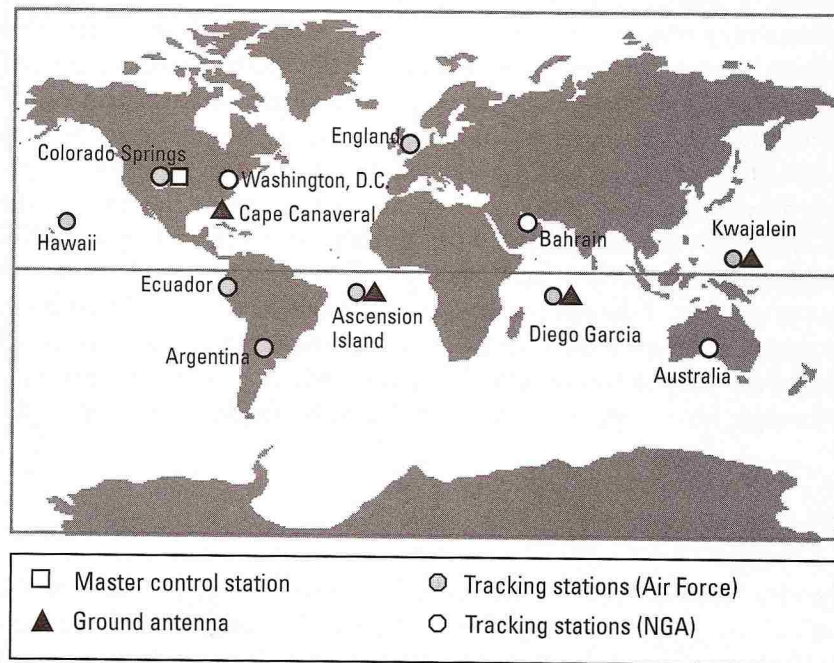 England
Colorado Springs
Washington, D.C.
Cape Canaveral
Hawaii
Bahrain
Kwajalein
Ecuador
Ascension
Island
Diego Garcia
Argentina
Australia
Master control station
Tracking stations (Air Force)
Ground antenna
Tracking stations (NGA)